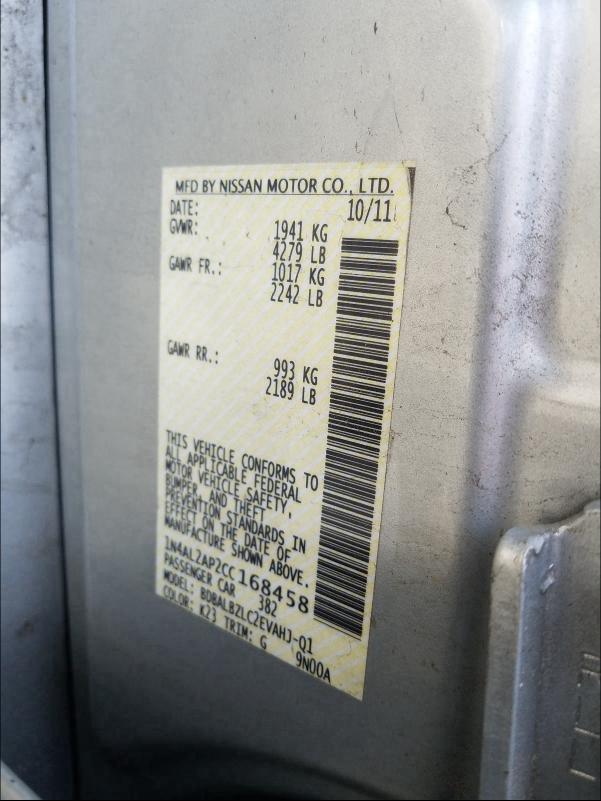 MFD BY NISSAN MOTOR CO., LTD.
DATE: 10/11
GVWR: 1941 KG
4279 LB
GAWR FR.: 1017 KG
2242 LB
GAWR RR.: 993 KG
2189 LB
THIS VEHICLE CONFORMS TO
ALL APPLICABLE FEDERAL
MOTOR VEHICLE SAFETY,
BUMPER, AND THEFT
PREVENTION STANDARDS IN
EFFECT ON THE DATE OF
MANUFACTURE SHOWN ABOVE.
1N4AL2AP2CC168458
PASSENGER CAR 382
MODEL: BDBALBZLC2EVAHJ-Q1
COLOR: K23 TRIM: G 9N00A